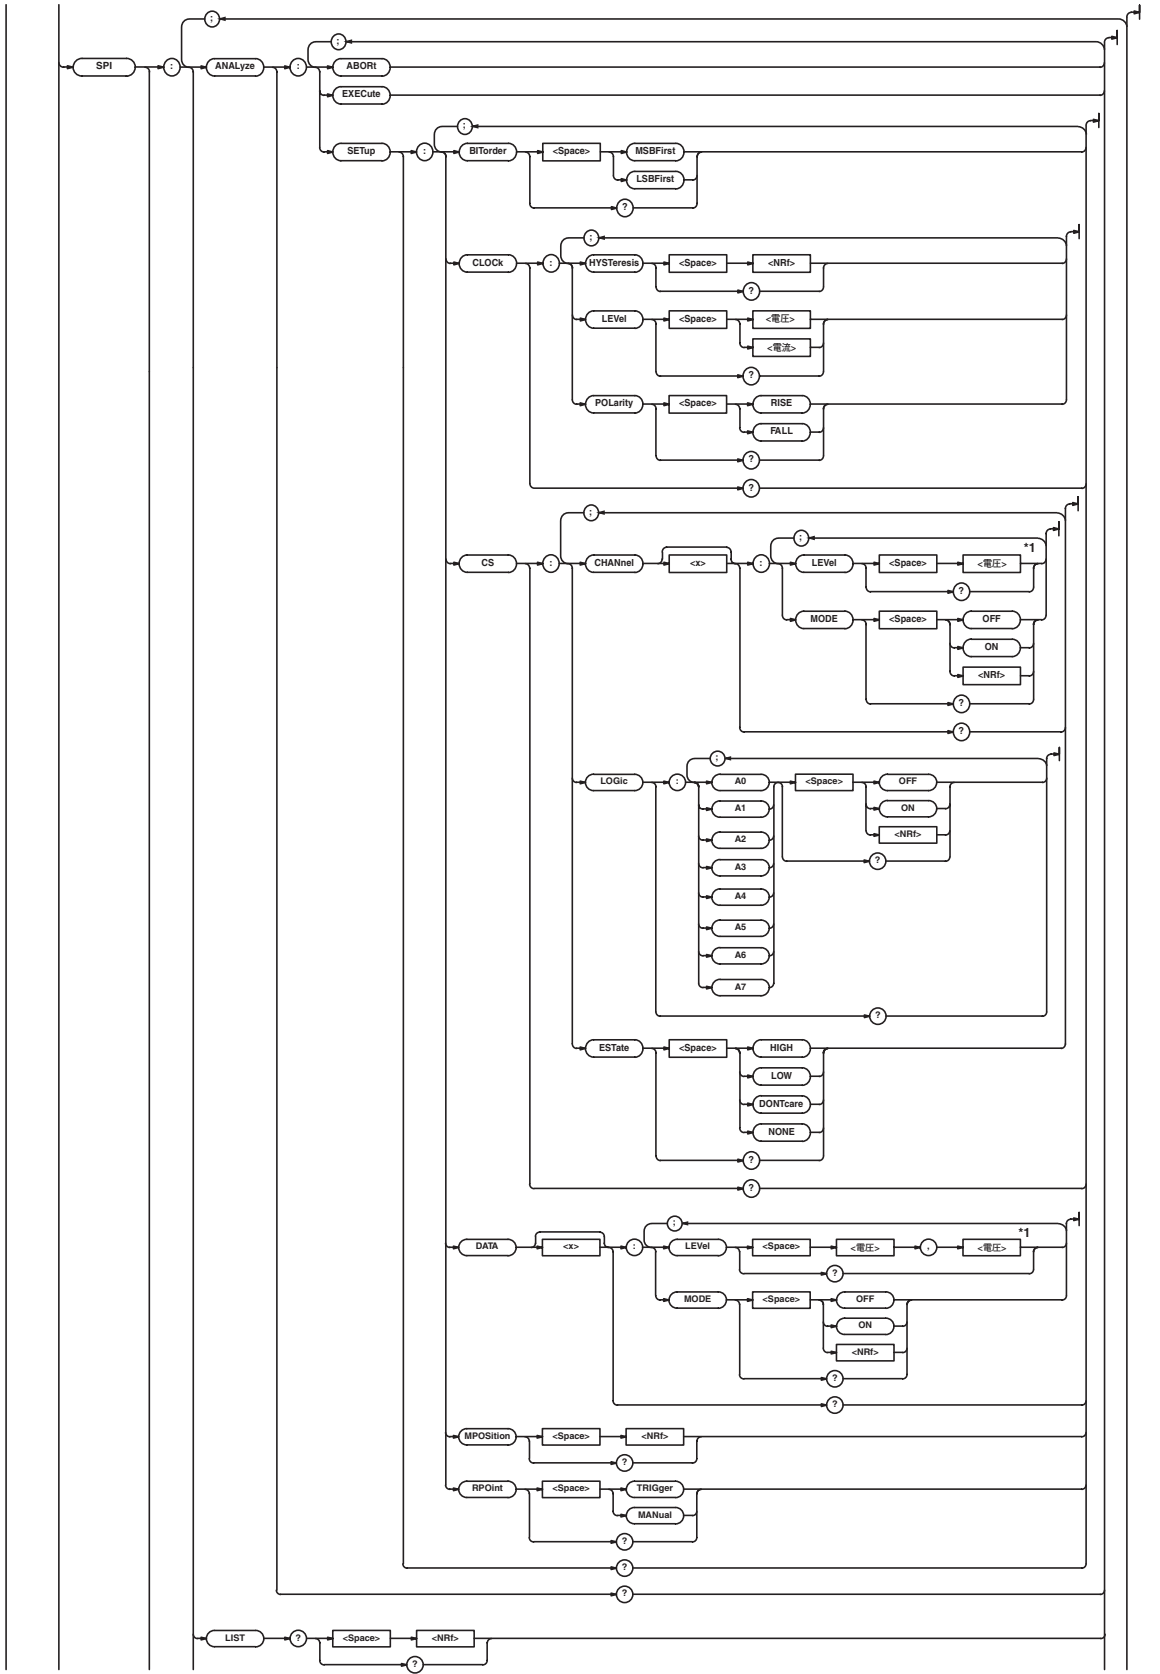 ;
;
SPI : ANALyze : ABORt
EXECute
;
SETup : BITorder <Space> MSBFirst
LSBFirst
?
;
CLOCk : HYSTeresis <Space> <NRf>
?
LEVel <Space> <電圧>
<電流>
?
POLarity <Space> RISE
FALL
?
?
;
;
*1
CS : CHANnel <x> : LEVel <Space> <電圧>
?
MODE <Space> OFF
ON
<NRf>
?
?
;
LOGic : A0 <Space> OFF
A1 ON
A2 <NRf>
?
A3
A4
A5
A6
A7
?
ESTate <Space> HIGH
LOW
DONTcare
NONE
?
?
;
*1
DATA <x> : LEVel <Space> <電圧> , <電圧>
?
MODE <Space> OFF
ON
<NRf>
?
?
MPOSition <Space> <NRf>
?
RPOint <Space> TRIGger
MANual
?
?
?
LIST ? <Space> <NRf>
?